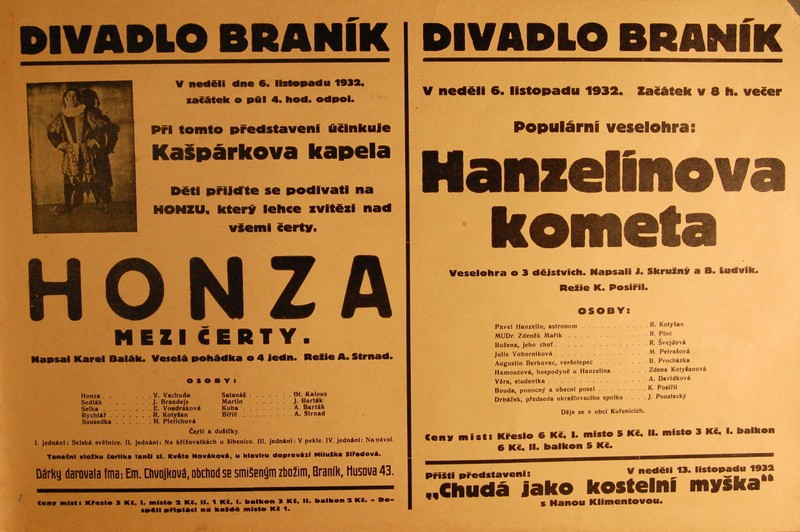 DIVADLO BRANÍK
V neděli dne 6. listopadu 1932.
začátek o půl 4. hod. odpol.
Při tomto představení účinkuje
Kašpárkova kapela
Děti přijďte se podívati na
HONZU, který lehce zvítězí nad
všemi čerty.
HONZA
MEZI ČERTY.
Napsal Karel Balák. Veselá pohádka o 4 jedn. Režie A. Strnad.
OSOBY:
Honza . . . V. Vachuda
Sedlák . . . J. Brandejs
Selka . . . E. Vondráková
Rychtář . . . R. Kotyšan
Sousedka . . . H. Pletichová
Satanáš . . . Bt. Kalous
Martin . . . J. Barták
Kuba . . . A. Barták
Biřic . . . A. Strnad
Čerti a dušičky.
I. jednání: Selská světnice. II. jednání: Na křižovatkách u šibenice. III. jednání: V pekle. IV. jednání: Na návsi.
Taneční vložku čertíka tančí sl. Květa Nováková, u klavíru doprovází Miluška Středová.
Dárky darovala fma: Em. Chvojková, obchod se smíšeným zbožím, Braník, Husova 43.
Ceny míst: Křeslo 3 Kč, I. místo 2 Kč, II. 1 Kč, I. balkon 3 Kč, II. balkon 2 Kč. - Do-
spělí připlácí na každé místo Kč 1.
DIVADLO BRANÍK
V neděli 6. listopadu 1932. Začátek v 8 h. večer
Populární veselohra:
Hanzelínova
kometa
Veselohra o 3 dějstvích. Napsali J. Skružný a B. Ludvík.
Režie K. Posiřil.
OSOBY:
Pavel Hanzelín, astronom . . . R. Kotyšan
MUDr. Zdeněk Mařík . . . R. Pinc
Božena, jeho choť . . . R. Švejdová
Julie Voborníková . . . M. Petrašová
Augustin Berkovec, veršotepec . . . B. Procházka
Hamouzová, hospodyně u Hanzelína . . . Zdena Kotyšanová
Věra, studentka . . . A. Davidková
Bouda, ponocný a obecní posel . . . K. Posiřil
Drbáček, předseda okrašlovacího spolku . . . J. Poustecký
Děje se v obci Kuřenicích.
Ceny míst: Křeslo 6 Kč, I. místo 5 Kč, II. místo 3 Kč, I. balkon
6 Kč, II. balkon 5 Kč.
Příští představení: V neděli 13. listopadu 1932
„Chudá jako kostelní myška“
s Hanou Klimentovou.